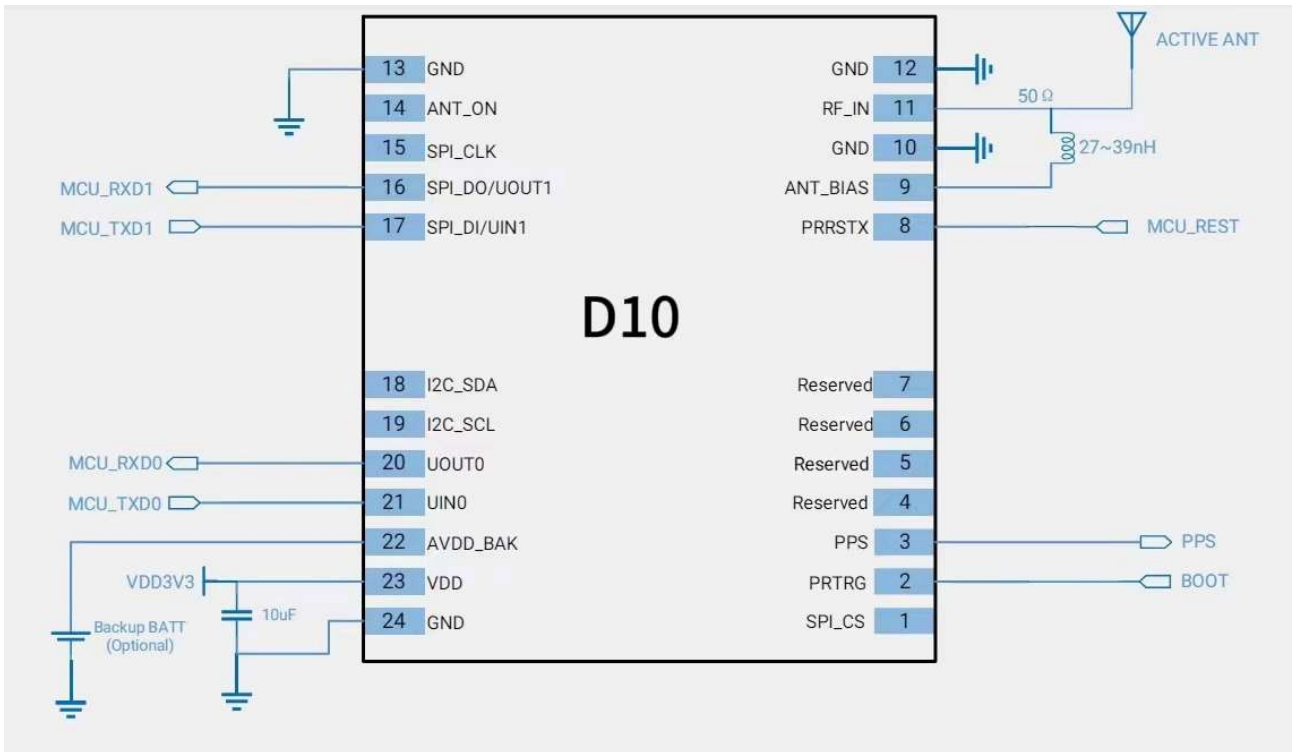 ACTIVE ANT
13 GND GND 12
50 Ω
14 ANT_ON RF_IN 11
15 SPI_CLK GND 10 27~39nH
MCU_RXD1 16 SPI_DO/UOUT1 ANT_BIAS 9
MCU_TXD1 17 SPI_DI/UIN1 PRRSTX 8 MCU_REST
D10
18 I2C_SDA Reserved 7
19 I2C_SCL Reserved 6
MCU_RXD0 20 UOUT0 Reserved 5
MCU_TXD0 21 UIN0 Reserved 4
22 AVDD_BAK PPS 3 PPS
VDD3V3 23 VDD PRTRG 2 BOOT
10uF
Backup BATT 24 GND SPI_CS 1
(Optional)